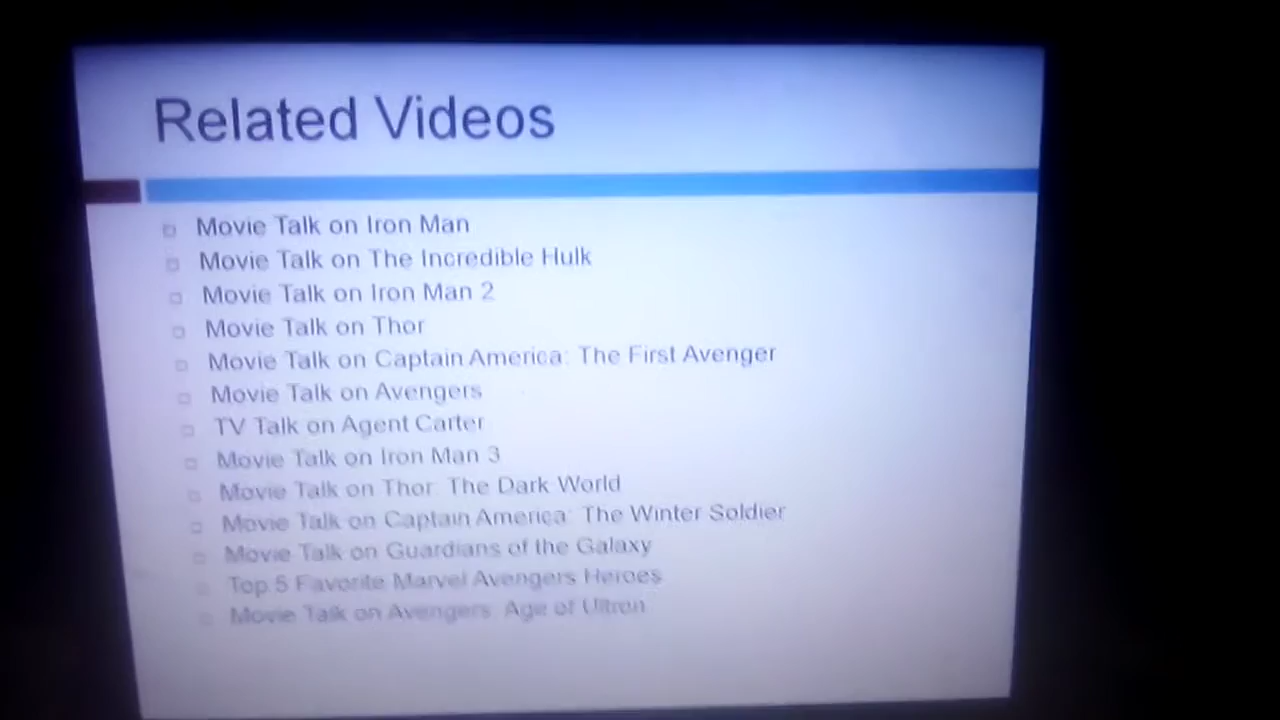 Related Videos
Movie Talk on Iron Man
Movie Talk on The Incredible Hulk
Movie Talk on Iron Man 2
Movie Talk on Thor
Movie Talk on Captain America: The First Avenger
Movie Talk on Avengers
TV Talk on Agent Carter
Movie Talk on Iron Man 3
Movie Talk on Thor: The Dark World
Movie Talk on Captain America: The Winter Soldier
Movie Talk on Guardians of the Galaxy
Top 5 Favorite Marvel Avengers Heroes
Movie Talk on Avengers: Age of Ultron